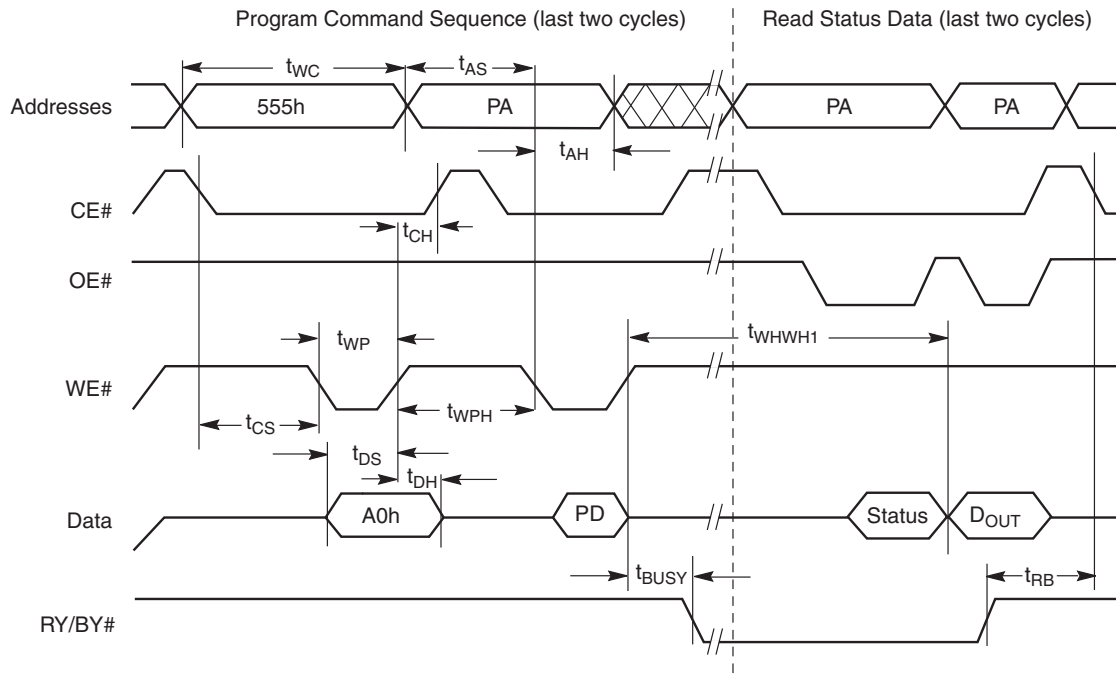 Program Command Sequence (last two cycles)
Read Status Data (last two cycles)
tWC
tAS
Addresses
555h
PA
PA
PA
tAH
CE#
tCH
OE#
tWP
tWHWH1
WE#
tCS
tWPH
tDS
tDH
Data
A0h
PD
Status
DOUT
tBUSY
tRB
RY/BY#